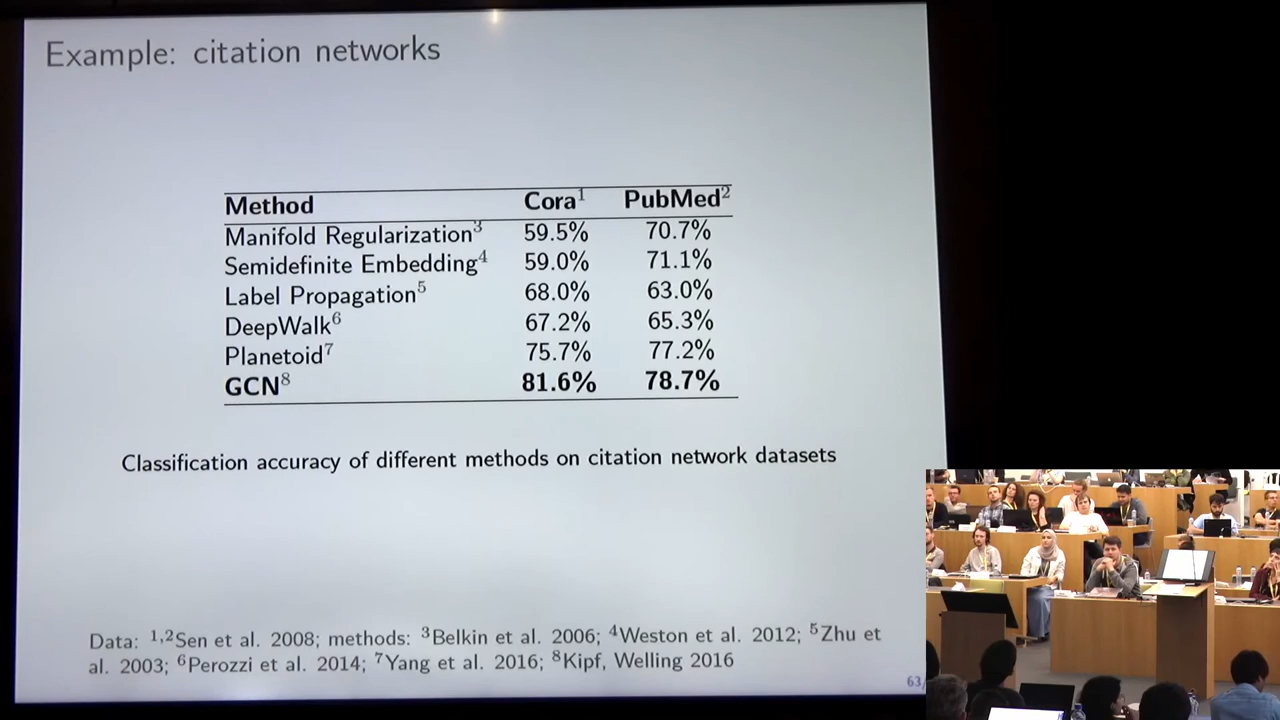 Example: citation networks
Method Cora¹ PubMed²
Manifold Regularization³ 59.5% 70.7%
Semidefinite Embedding⁴ 59.0% 71.1%
Label Propagation⁵ 68.0% 63.0%
DeepWalk⁶ 67.2% 65.3%
Planetoid⁷ 75.7% 77.2%
GCN⁸ 81.6% 78.7%
Classification accuracy of different methods on citation network datasets
Data: ¹,²Sen et al. 2008; methods: ³Belkin et al. 2006; ⁴Weston et al. 2012; ⁵Zhu et
al. 2003; ⁶Perozzi et al. 2014; ⁷Yang et al. 2016; ⁸Kipf, Welling 2016
63/